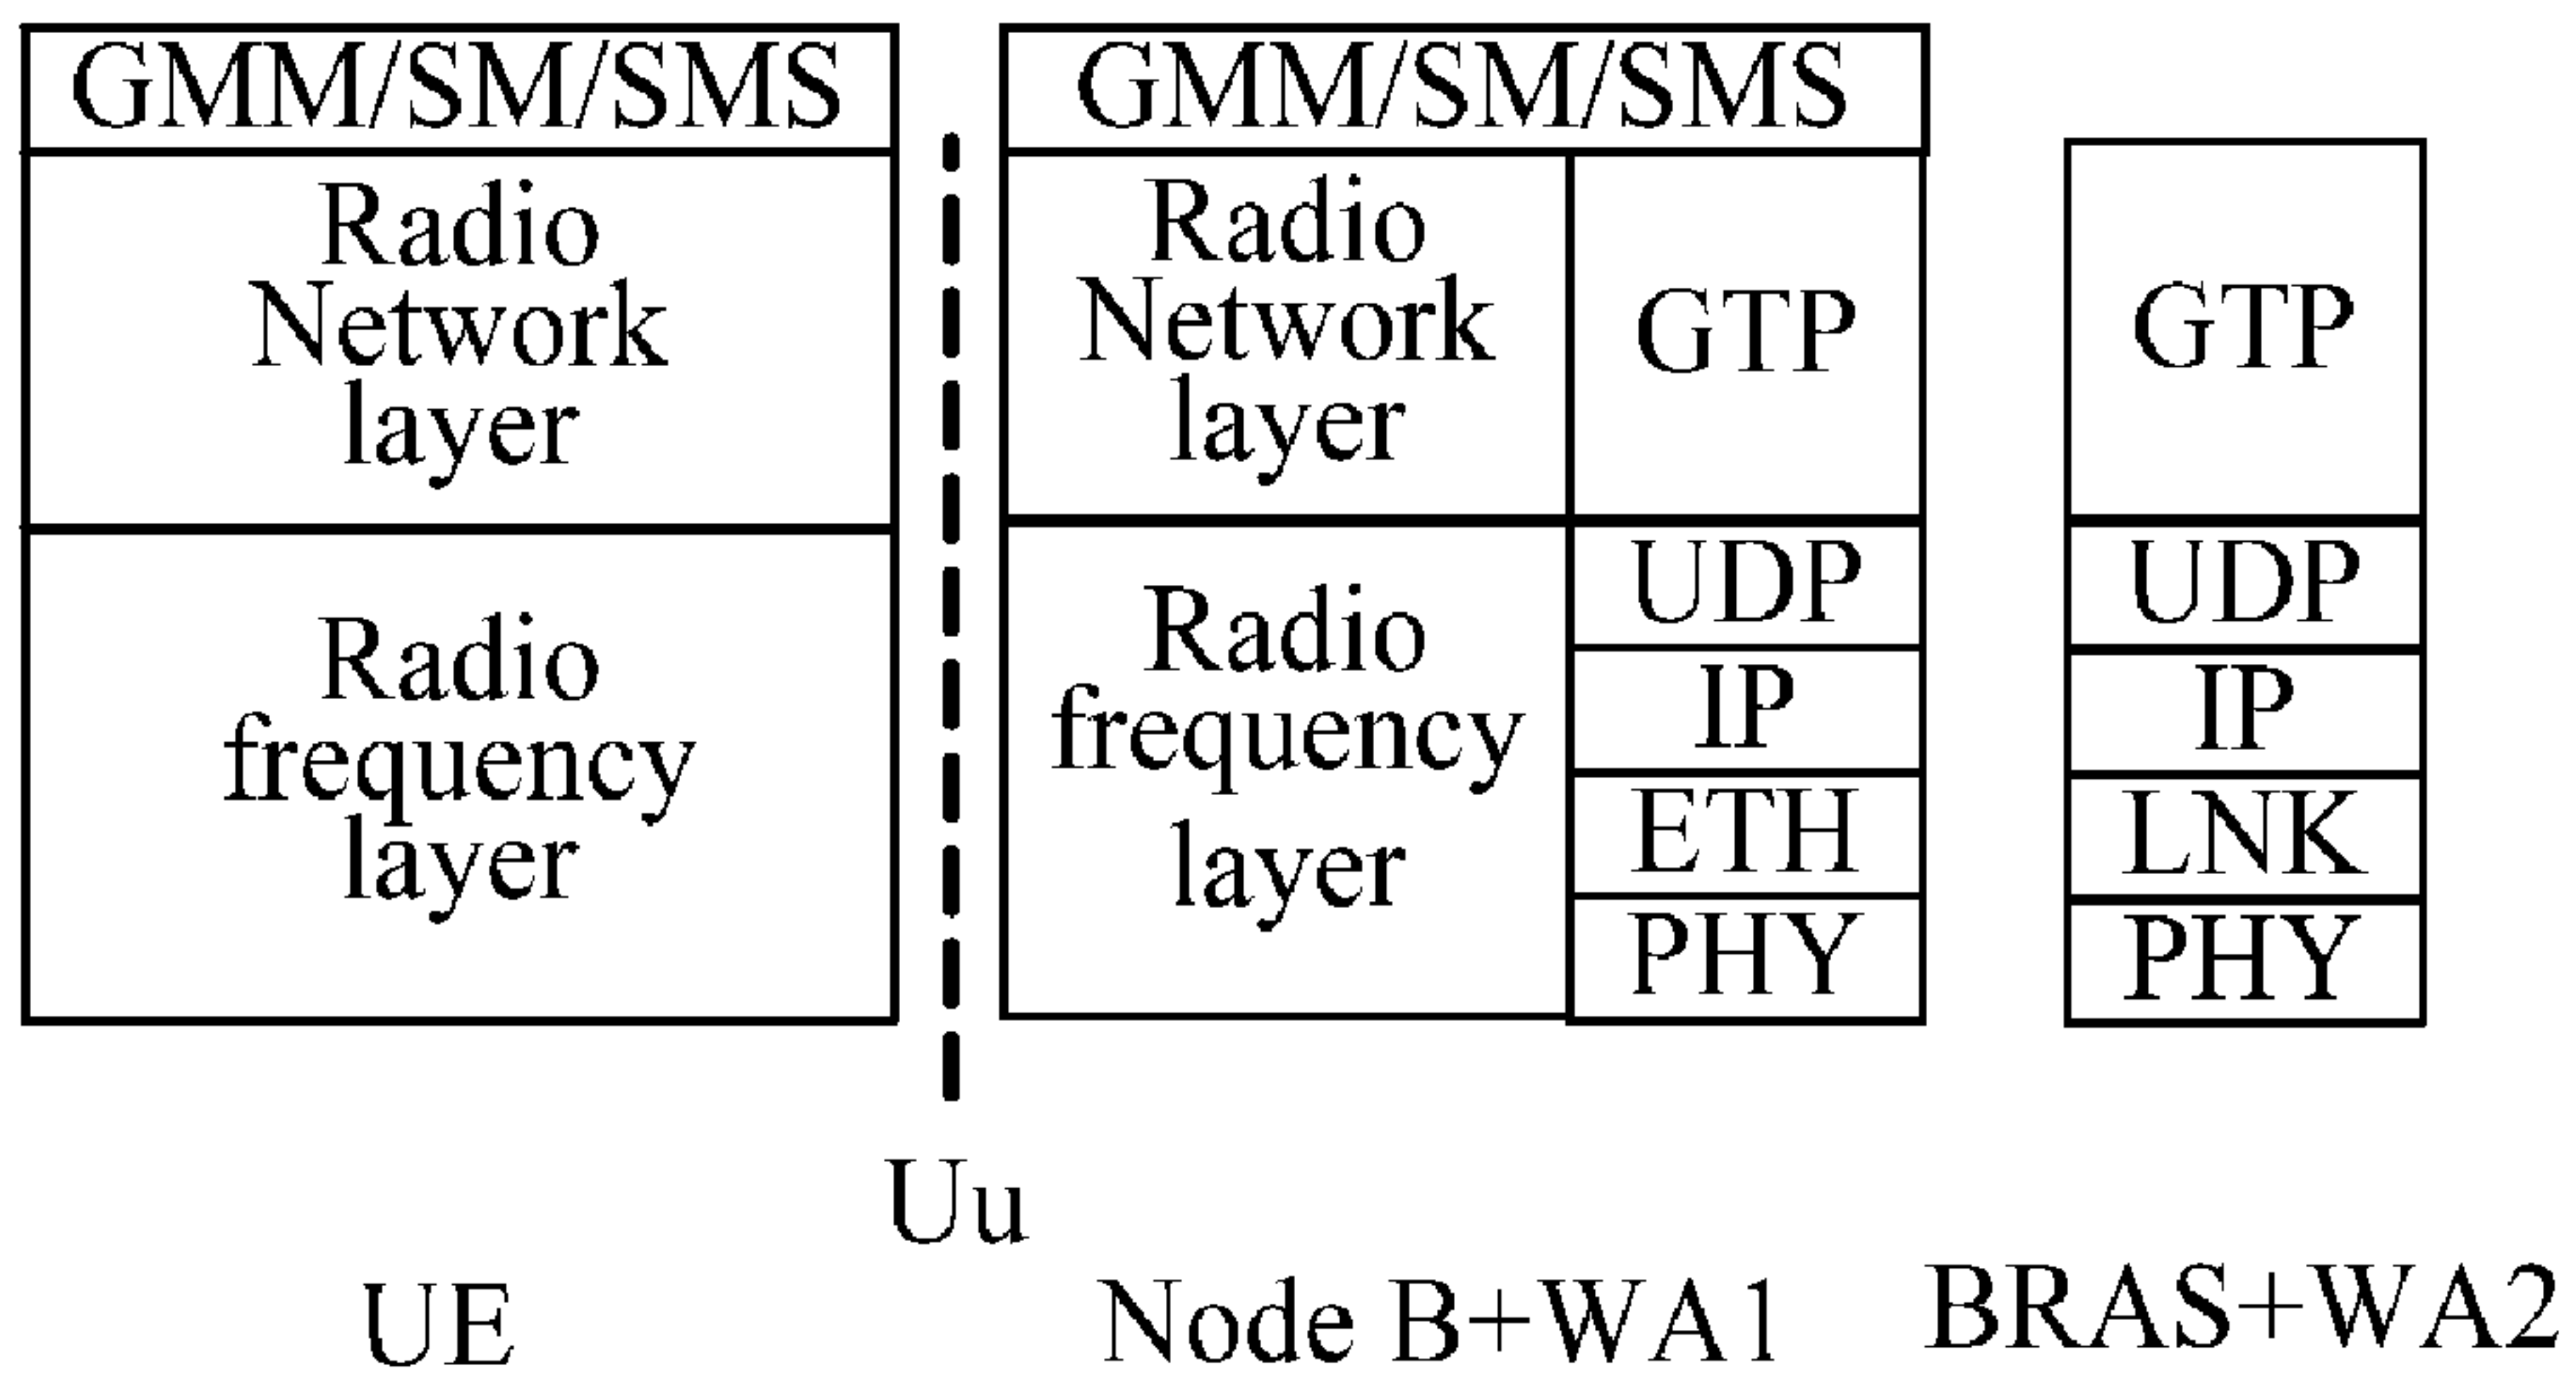 GMM/SM/SMS
Radio
Network
layer
Radio
frequency
layer
UE
Uu
GMM/SM/SMS
Radio
Network
layer
Radio
frequency
layer
GTP
UDP
IP
ETH
PHY
Node B+WA1
GTP
UDP
IP
LNK
PHY
BRAS+WA2